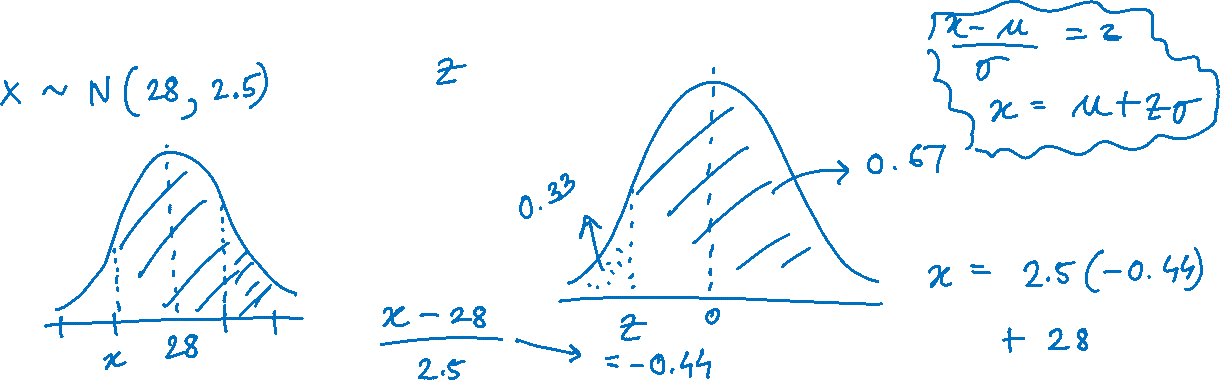 X ~ N(28, 2.5)
x 28
Z
x - 28
2.5
0.33
0.67
Z 0
= -0.44
x - μ
σ
= z
x = μ + zσ
x = 2.5(-0.44)
+ 28